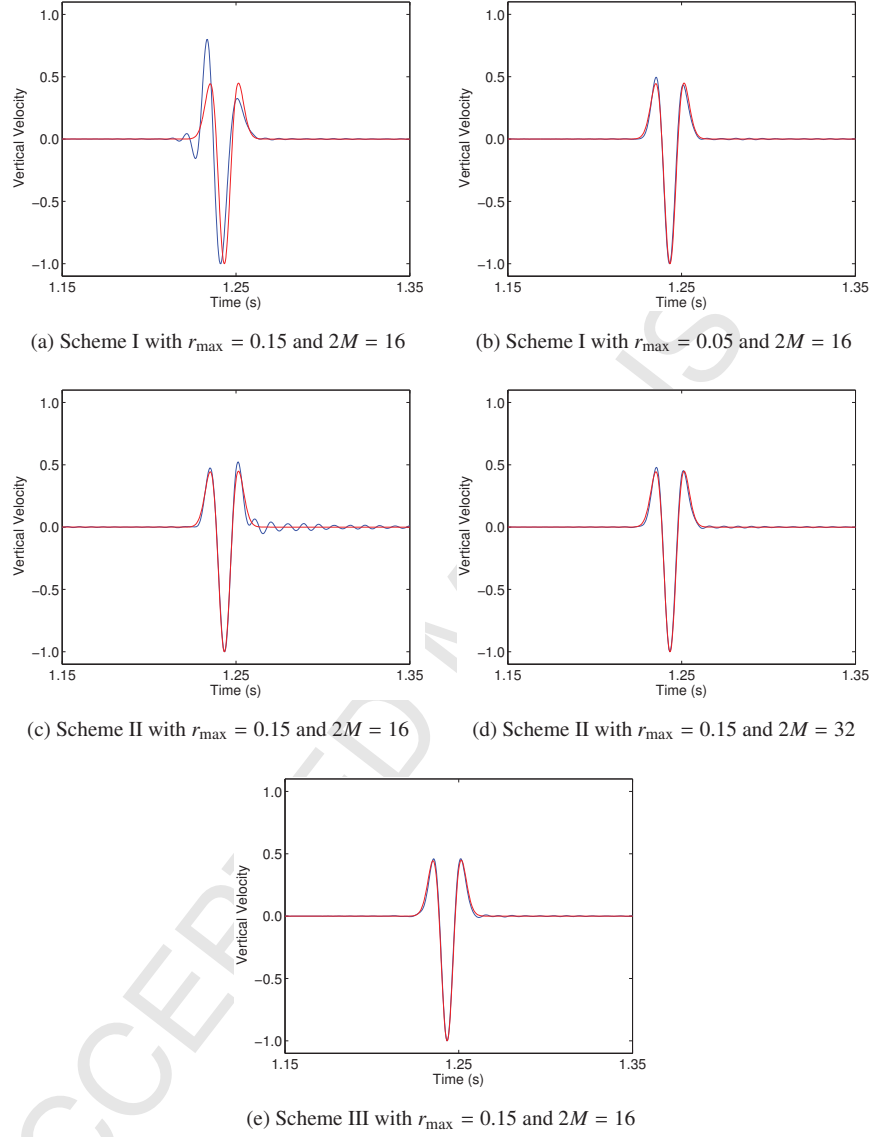 1.0
0.5
0.0
−0.5
−1.0
Vertical Velocity
1.15
1.25
1.35
Time (s)
(a) Scheme I with r_max = 0.15 and 2M = 16
1.0
0.5
0.0
−0.5
−1.0
Vertical Velocity
1.15
1.25
1.35
Time (s)
(b) Scheme I with r_max = 0.05 and 2M = 16
1.0
0.5
0.0
−0.5
−1.0
Vertical Velocity
1.15
1.25
1.35
Time (s)
(c) Scheme II with r_max = 0.15 and 2M = 16
1.0
0.5
0.0
−0.5
−1.0
Vertical Velocity
1.15
1.25
1.35
Time (s)
(d) Scheme II with r_max = 0.15 and 2M = 32
1.0
0.5
0.0
−0.5
−1.0
Vertical Velocity
1.15
1.25
1.35
Time (s)
(e) Scheme III with r_max = 0.15 and 2M = 16